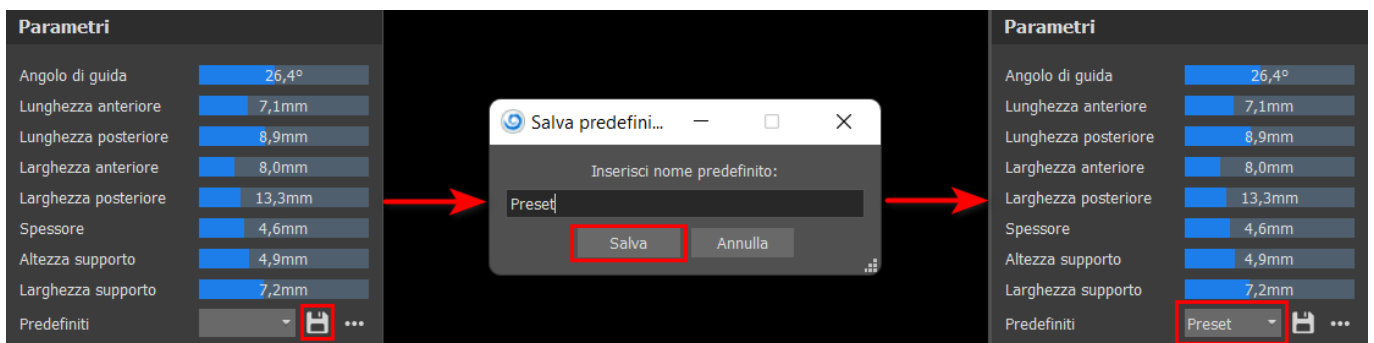 Parametri
Angolo di guida 26,4°
Lunghezza anteriore 7,1mm
Lunghezza posteriore 8,9mm
Larghezza anteriore 8,0mm
Larghezza posteriore 13,3mm
Spessore 4,6mm
Altezza supporto 4,9mm
Larghezza supporto 7,2mm
Predefiniti
Salva predefini...
Inserisci nome predefinito:
Preset
Salva Annulla
Parametri
Angolo di guida 26,4°
Lunghezza anteriore 7,1mm
Lunghezza posteriore 8,9mm
Larghezza anteriore 8,0mm
Larghezza posteriore 13,3mm
Spessore 4,6mm
Altezza supporto 4,9mm
Larghezza supporto 7,2mm
Predefiniti Preset